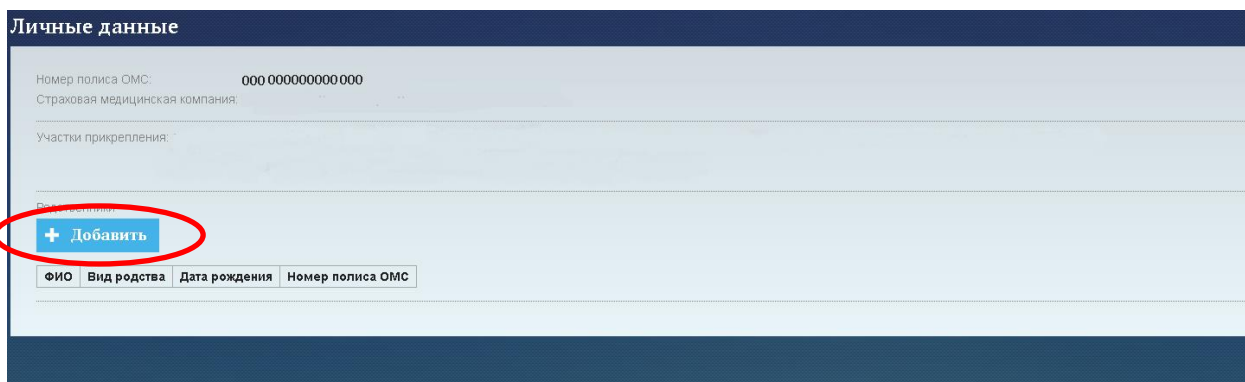 Личные данные
Номер полиса ОМС: 000 000000000000
Страховая медицинская компания:
Участки прикрепления:
Родственники
+ Добавить
ФИО Вид родства Дата рождения Номер полиса ОМС